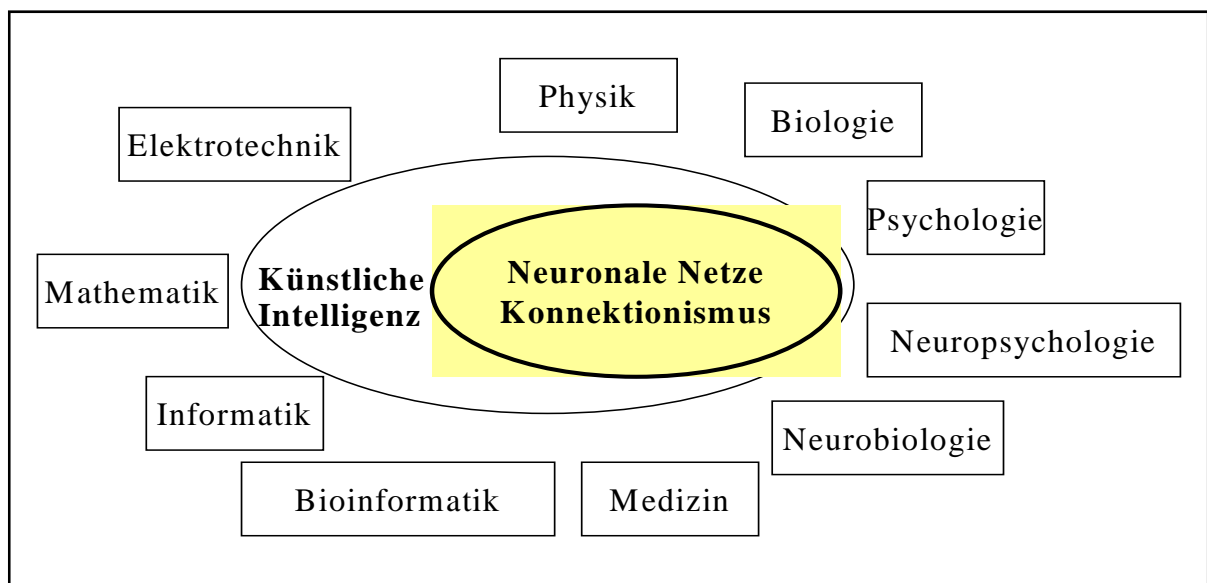 Physik
Biologie
Elektrotechnik
Psychologie
Künstliche
Intelligenz
Neuronale Netze
Konnektionismus
Mathematik
Neuropsychologie
Informatik
Neurobiologie
Bioinformatik
Medizin